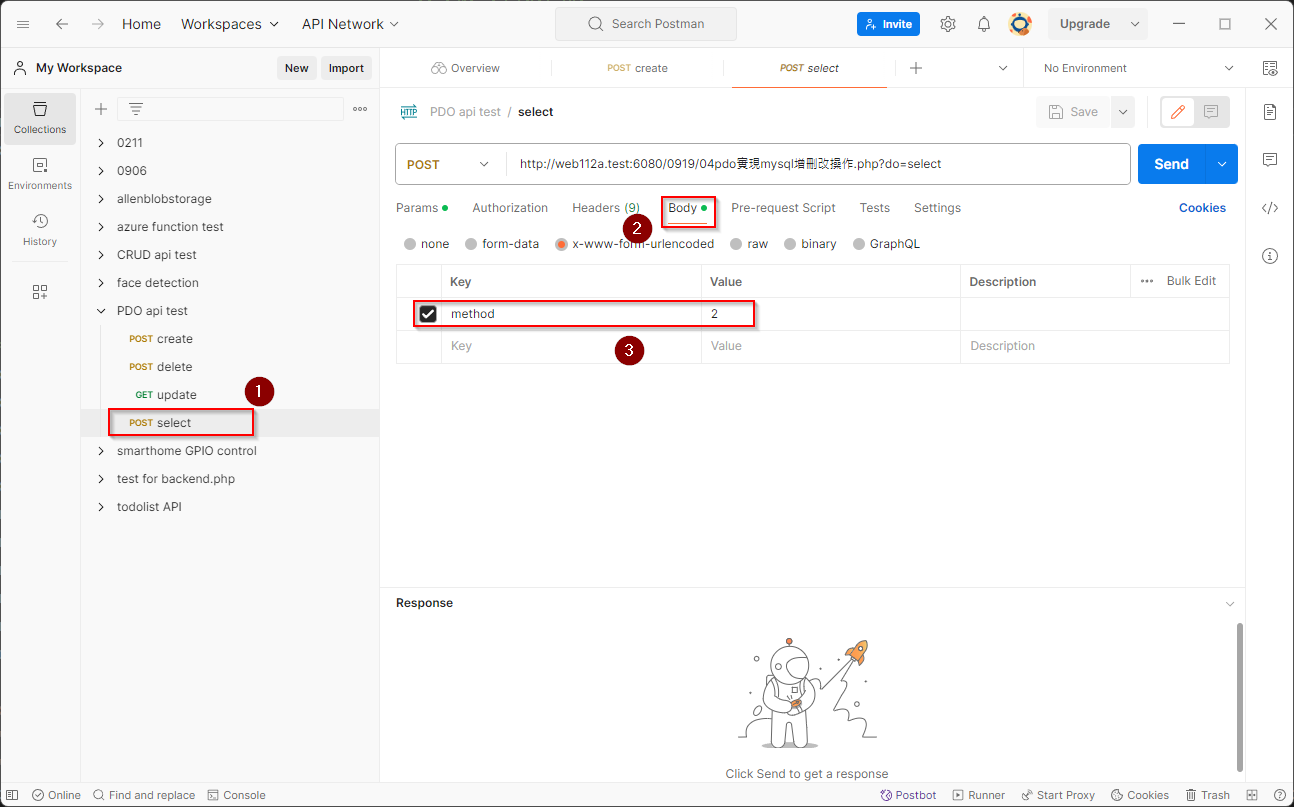 Home Workspaces API Network Search Postman Invite Upgrade
My Workspace New Import Overview POST create POST select No Environment
Collections
Environments
History
0211
0906
allenblobstorage
azure function test
CRUD api test
face detection
PDO api test
POST create
POST delete
GET update
1
POST select
smarthome GPIO control
test for backend.php
todolist API
HTTP PDO api test / select Save
POST http://web112a.test:6080/0919/04pdo實現mysql增刪改操作.php?do=select Send
Params Authorization Headers (9) Body Pre-request Script Tests Settings Cookies
2
none form-data x-www-form-urlencoded raw binary GraphQL
Key Value Description Bulk Edit
method 2
Key Value Description
3
Response
Click Send to get a response
Online Find and replace Console Postbot Runner Start Proxy Cookies Trash